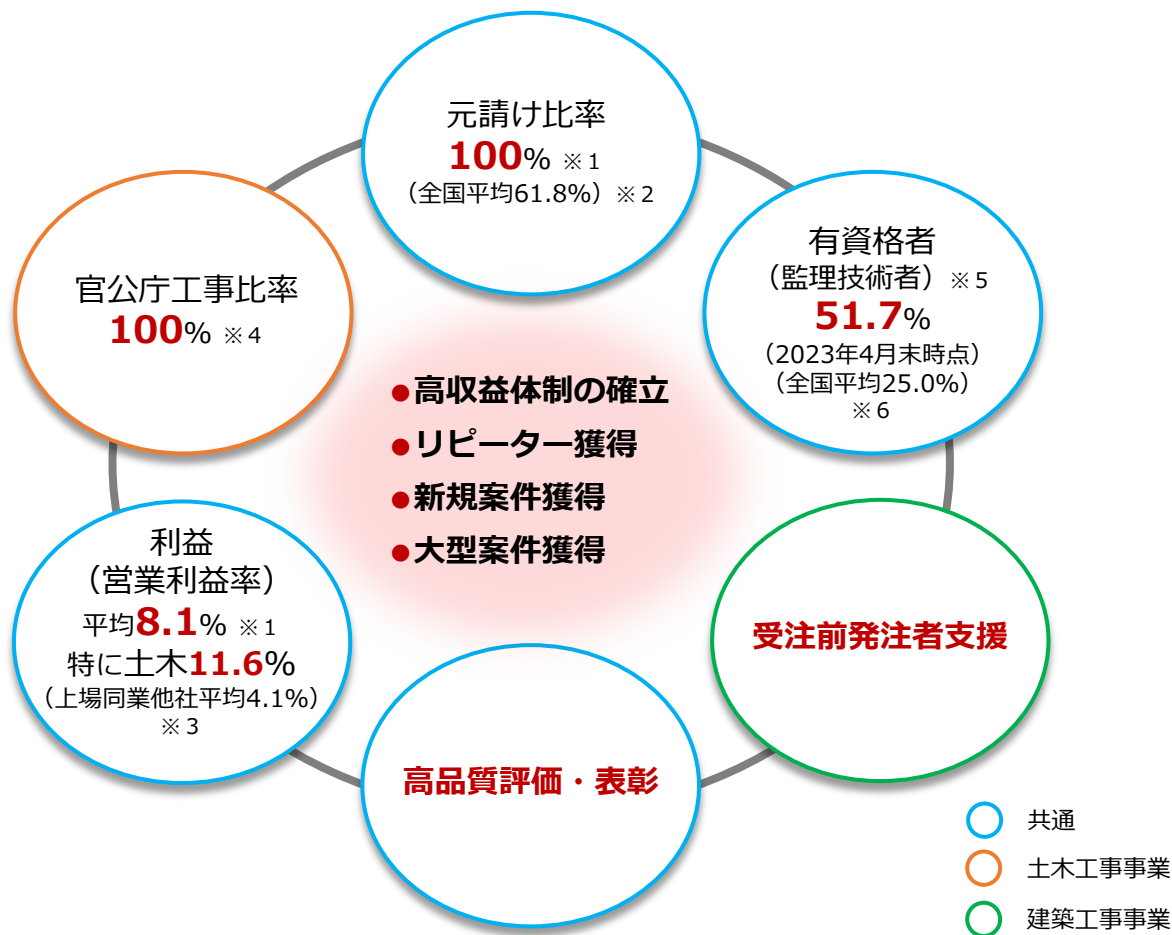 元請け比率
100% ※1
（全国平均61.8%）※2
有資格者
（監理技術者）※5
51.7%
（2023年4月末時点）
（全国平均25.0%）
※6
官公庁工事比率
100% ※4
●高収益体制の確立
●リピーター獲得
●新規案件獲得
●大型案件獲得
利益
（営業利益率）
平均8.1% ※1
特に土木11.6%
（上場同業他社平均4.1%）
※3
受注前発注者支援
高品質評価・表彰
共通
土木工事事業
建築工事事業